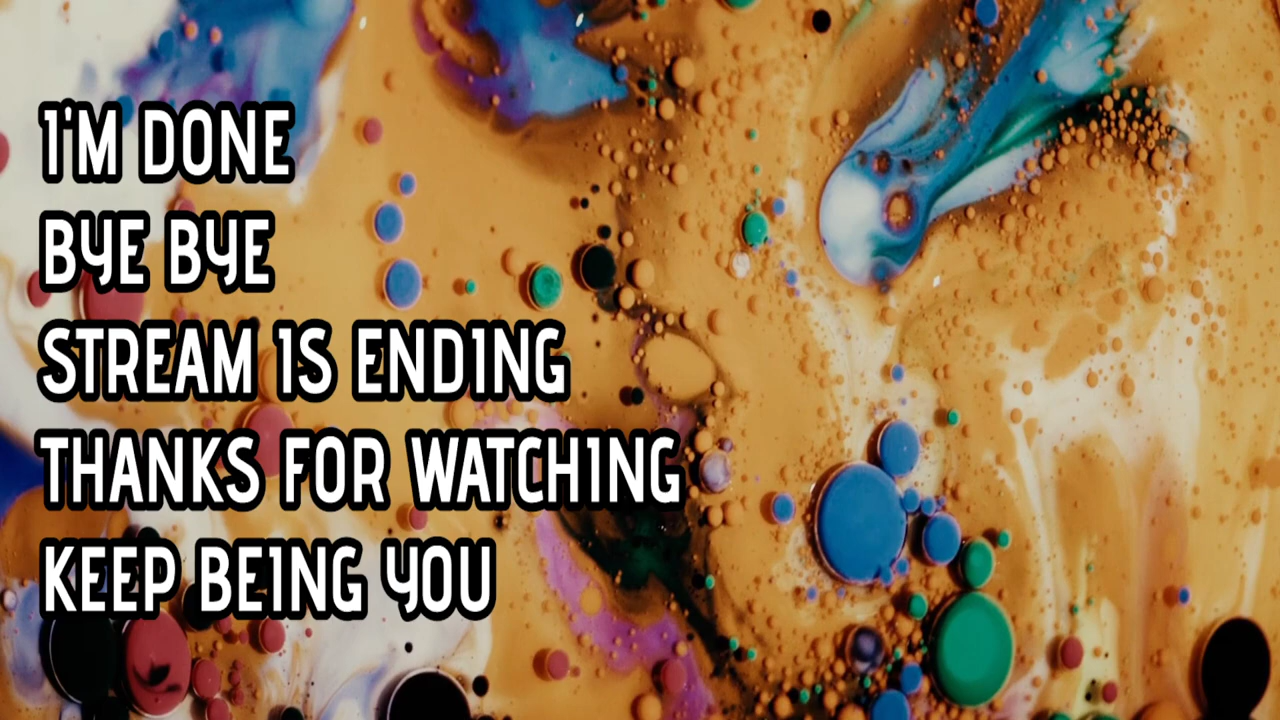 I'M DONE
BYE BYE
STREAM IS ENDING
THANKS FOR WATCHING
KEEP BEING YOU